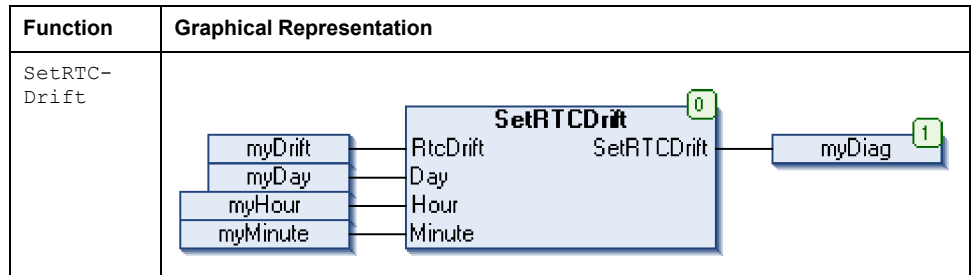 Function Graphical Representation
SetRTC-
Drift
0
SetRTCDrift
myDrift RtcDrift SetRTCDrift myDiag 1
myDay Day
myHour Hour
myMinute Minute